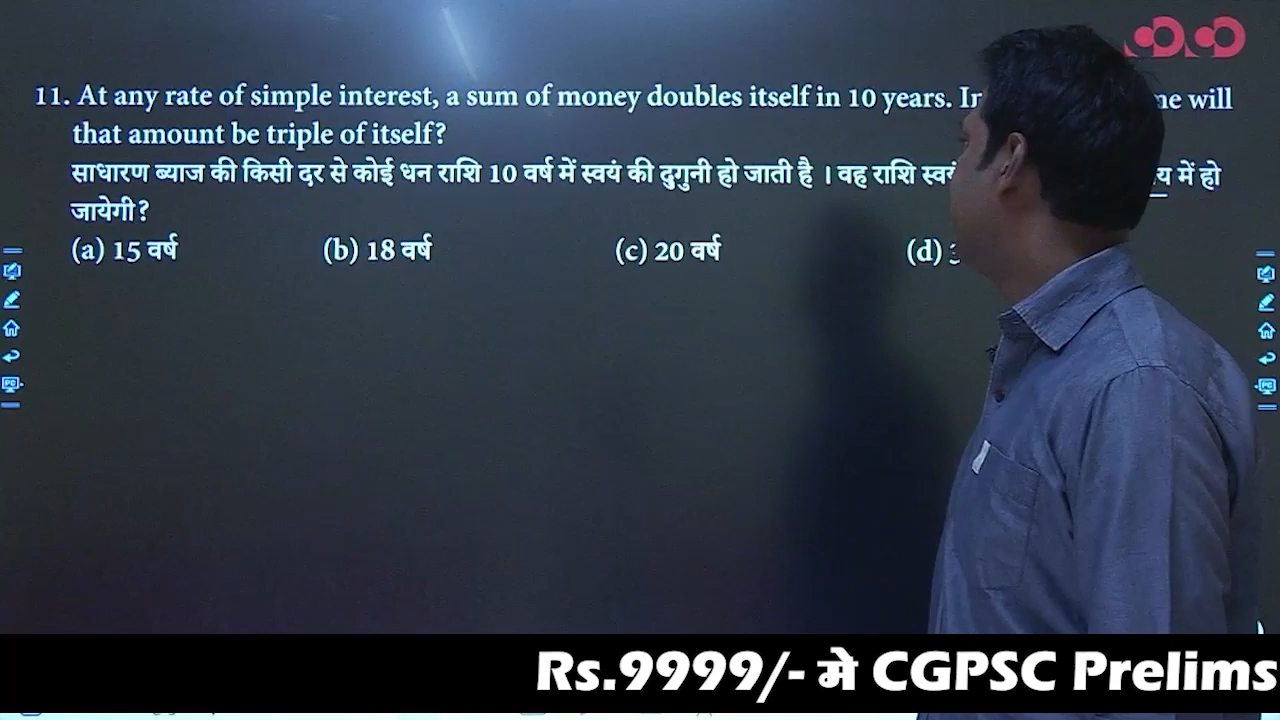 11. At any rate of simple interest, a sum of money doubles itself in 10 years. In will
that amount be triple of itself?
साधारण ब्याज की किसी दर से कोई धन राशि 10 वर्ष में स्वयं की दुगुनी हो जाती है । वह राशि में हो
जायेगी?
(a) 15 वर्ष (b) 18 वर्ष (c) 20 वर्ष (d)
Rs.9999/- मे CGPSC Prelims